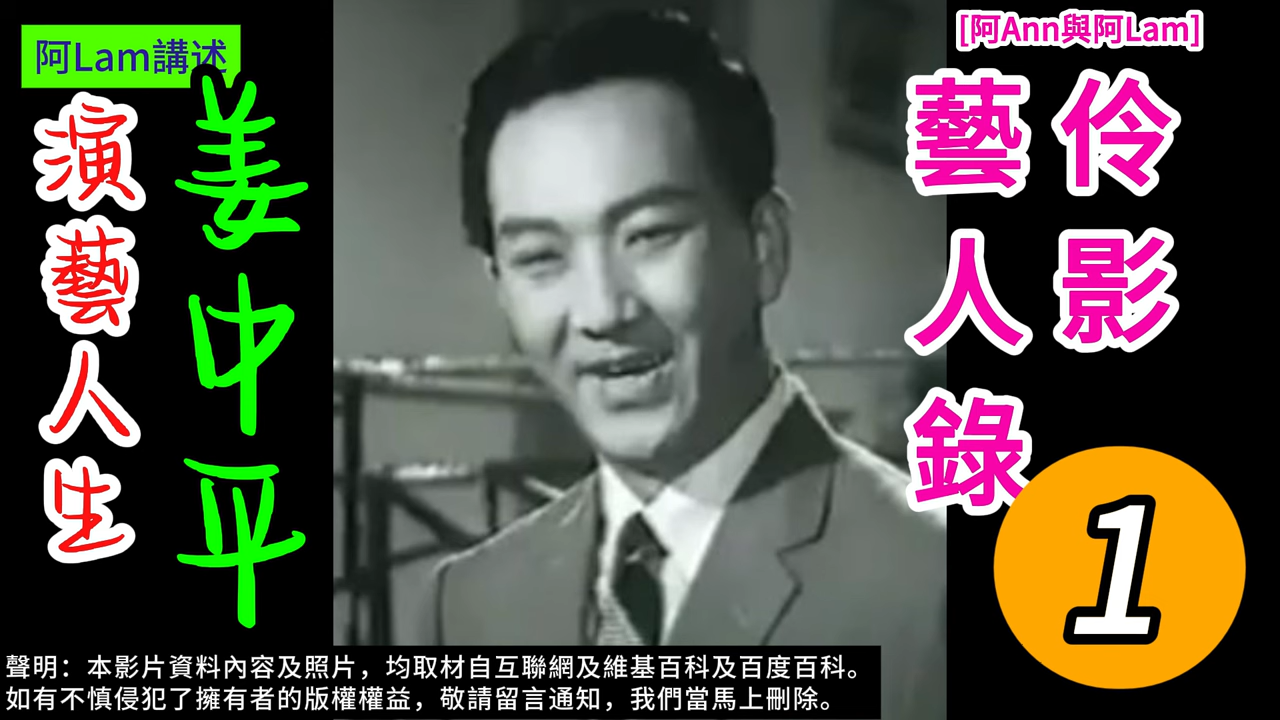 阿Lam講述
姜中平
演藝人生
[阿Ann與阿Lam]
伶影
藝人錄
1
聲明：本影片資料內容及照片，均取材自互聯網及維基百科及百度百科。
如有不慎侵犯了擁有者的版權權益，敬請留言通知，我們當馬上刪除。